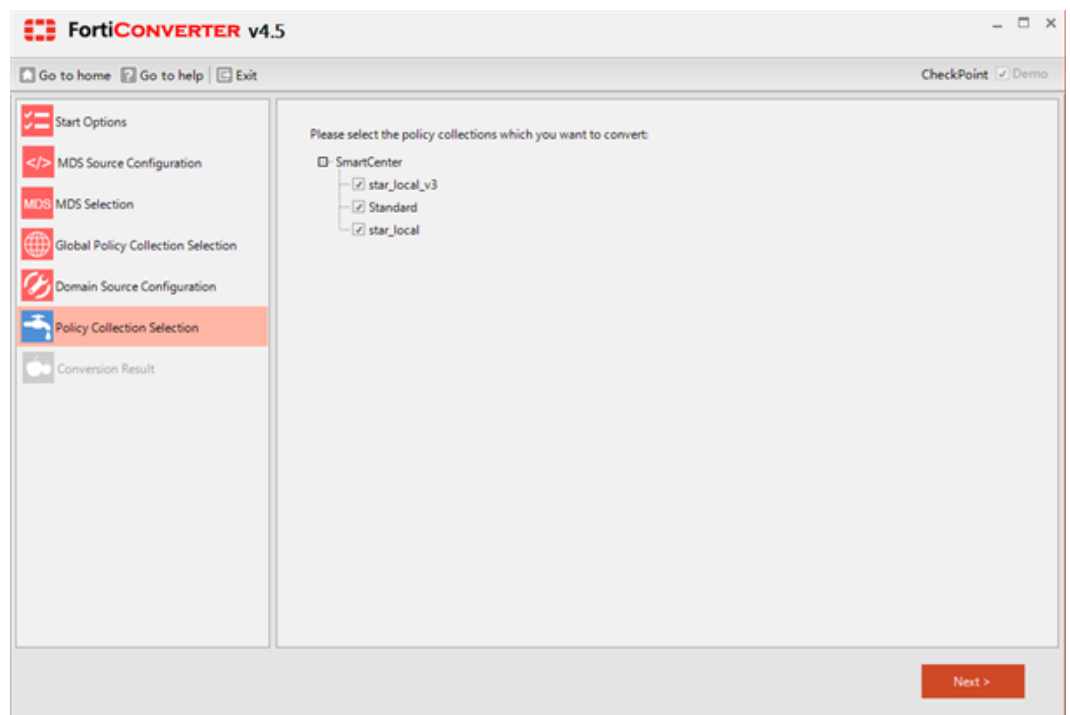 FortiCONVERTER v4.5
Go to home Go to help Exit CheckPoint Demo
Start Options
</> MDS Source Configuration
MDS MDS Selection
Global Policy Collection Selection
Domain Source Configuration
Policy Collection Selection
Conversion Result
Please select the policy collections which you want to convert:
SmartCenter
star_local_v3
Standard
star_local
Next >